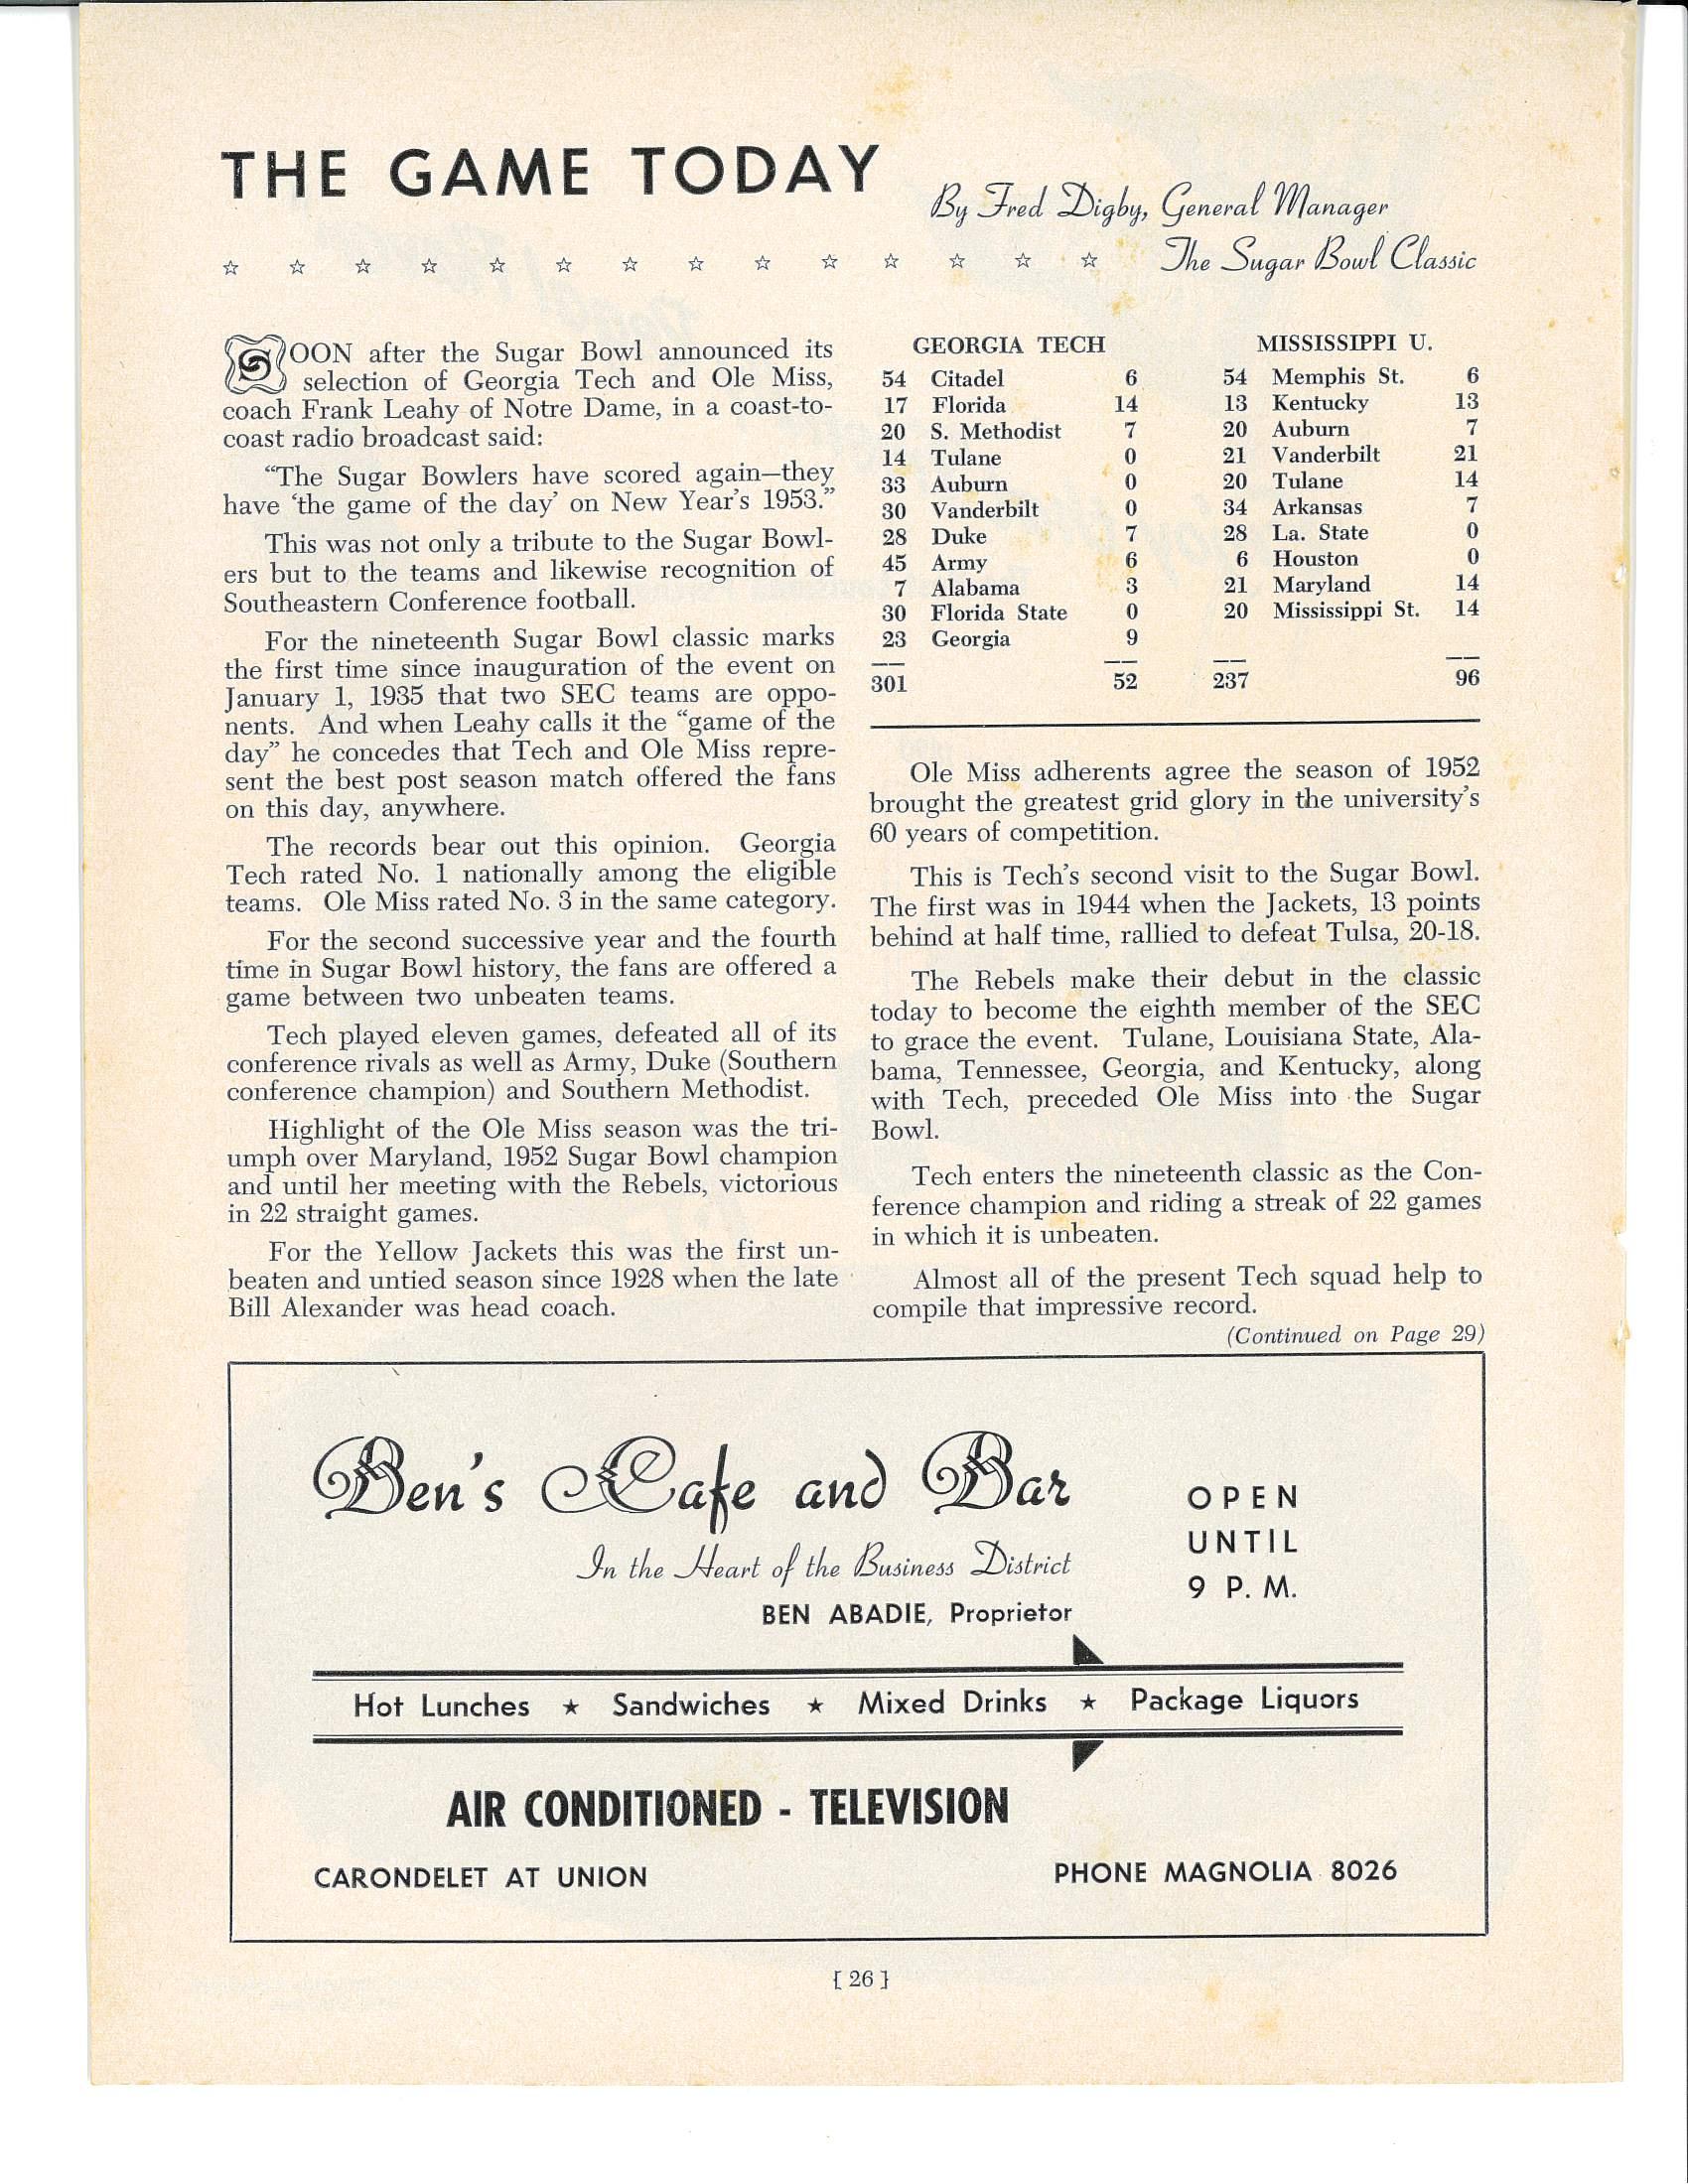 THE GAME TODAY
By Fred Digby, General Manager
The Sugar Bowl Classic
SOON after the Sugar Bowl announced its
selection of Georgia Tech and Ole Miss,
coach Frank Leahy of Notre Dame, in a coast-to-
coast radio broadcast said:
“The Sugar Bowlers have scored again—they
have ‘the game of the day’ on New Year’s 1953.”
This was not only a tribute to the Sugar Bowl-
ers but to the teams and likewise recognition of
Southeastern Conference football.
For the nineteenth Sugar Bowl classic marks
the first time since inauguration of the event on
January 1, 1935 that two SEC teams are oppo-
nents. And when Leahy calls it the “game of the
day” he concedes that Tech and Ole Miss repre-
sent the best post season match offered the fans
on this day, anywhere.
The records bear out this opinion. Georgia
Tech rated No. 1 nationally among the eligible
teams. Ole Miss rated No. 3 in the same category.
For the second successive year and the fourth
time in Sugar Bowl history, the fans are offered a
game between two unbeaten teams.
Tech played eleven games, defeated all of its
conference rivals as well as Army, Duke (Southern
conference champion) and Southern Methodist.
Highlight of the Ole Miss season was the tri-
umph over Maryland, 1952 Sugar Bowl champion
and until her meeting with the Rebels, victorious
in 22 straight games.
For the Yellow Jackets this was the first un-
beaten and untied season since 1928 when the late
Bill Alexander was head coach.
GEORGIA TECH
54 Citadel 6
17 Florida 14
20 S. Methodist 7
14 Tulane 0
33 Auburn 0
30 Vanderbilt 0
28 Duke 7
45 Army 6
7 Alabama 3
30 Florida State 0
23 Georgia 9
301 52
MISSISSIPPI U.
54 Memphis St. 6
13 Kentucky 13
20 Auburn 7
21 Vanderbilt 21
20 Tulane 14
34 Arkansas 7
28 La. State 0
6 Houston 0
21 Maryland 14
20 Mississippi St. 14
237 96
Ole Miss adherents agree the season of 1952
brought the greatest grid glory in the university’s
60 years of competition.
This is Tech’s second visit to the Sugar Bowl.
The first was in 1944 when the Jackets, 13 points
behind at half time, rallied to defeat Tulsa, 20-18.
The Rebels make their debut in the classic
today to become the eighth member of the SEC
to grace the event. Tulane, Louisiana State, Ala-
bama, Tennessee, Georgia, and Kentucky, along
with Tech, preceded Ole Miss into the Sugar
Bowl.
Tech enters the nineteenth classic as the Con-
ference champion and riding a streak of 22 games
in which it is unbeaten.
Almost all of the present Tech squad help to
compile that impressive record.
(Continued on Page 29)
Ben's Cafe and Bar
In the Heart of the Business District
BEN ABADIE, Proprietor
OPEN
UNTIL
9 P. M.
Hot Lunches ★ Sandwiches ★ Mixed Drinks ★ Package Liquors
AIR CONDITIONED - TELEVISION
CARONDELET AT UNION
PHONE MAGNOLIA 8026
[ 26 ]